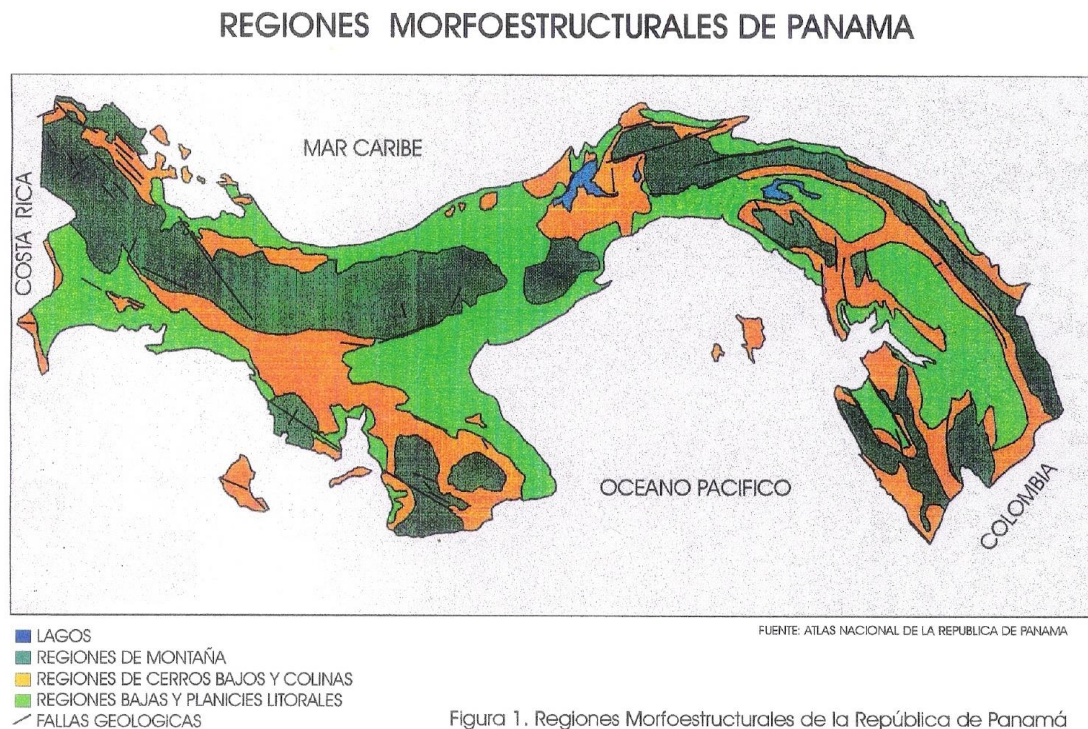 REGIONES MORFOESTRUCTURALES DE PANAMA
MAR CARIBE
COSTA RICA
OCEANO PACIFICO
COLOMBIA
FUENTE: ATLAS NACIONAL DE LA REPUBLICA DE PANAMA
LAGOS
REGIONES DE MONTAÑA
REGIONES DE CERROS BAJOS Y COLINAS
REGIONES BAJAS Y PLANICIES LITORALES
FALLAS GEOLOGICAS
Figura 1. Regiones Morfoestructurales de la República de Panamá